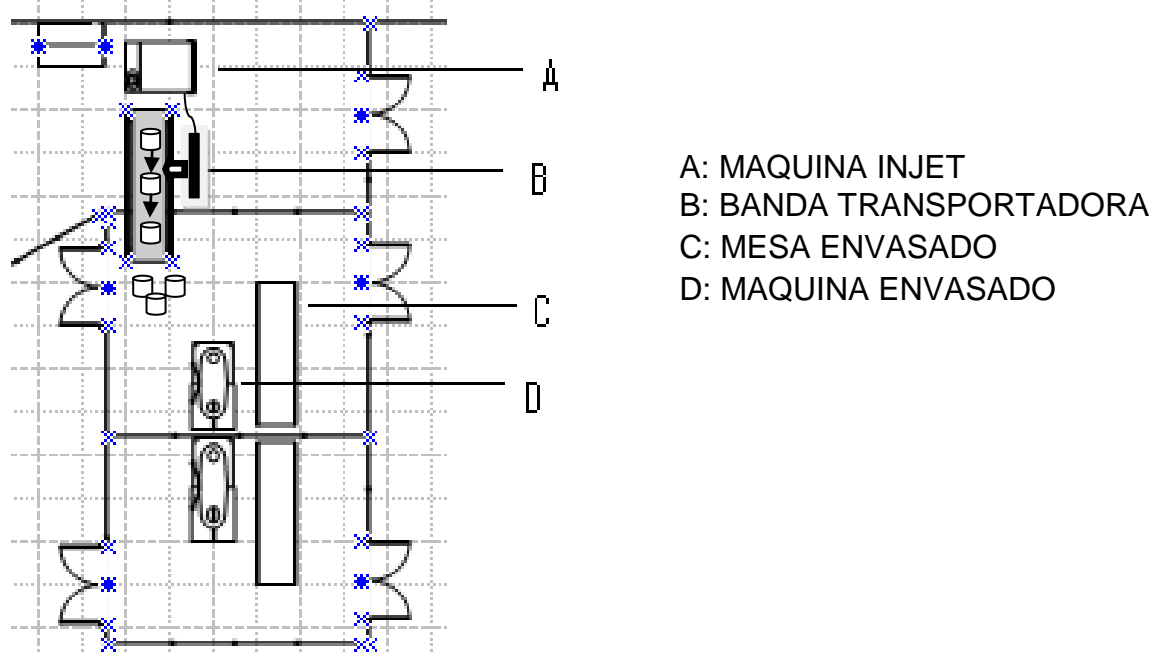 A
B
C
D
A: MAQUINA INJET
B: BANDA TRANSPORTADORA
C: MESA ENVASADO
D: MAQUINA ENVASADO